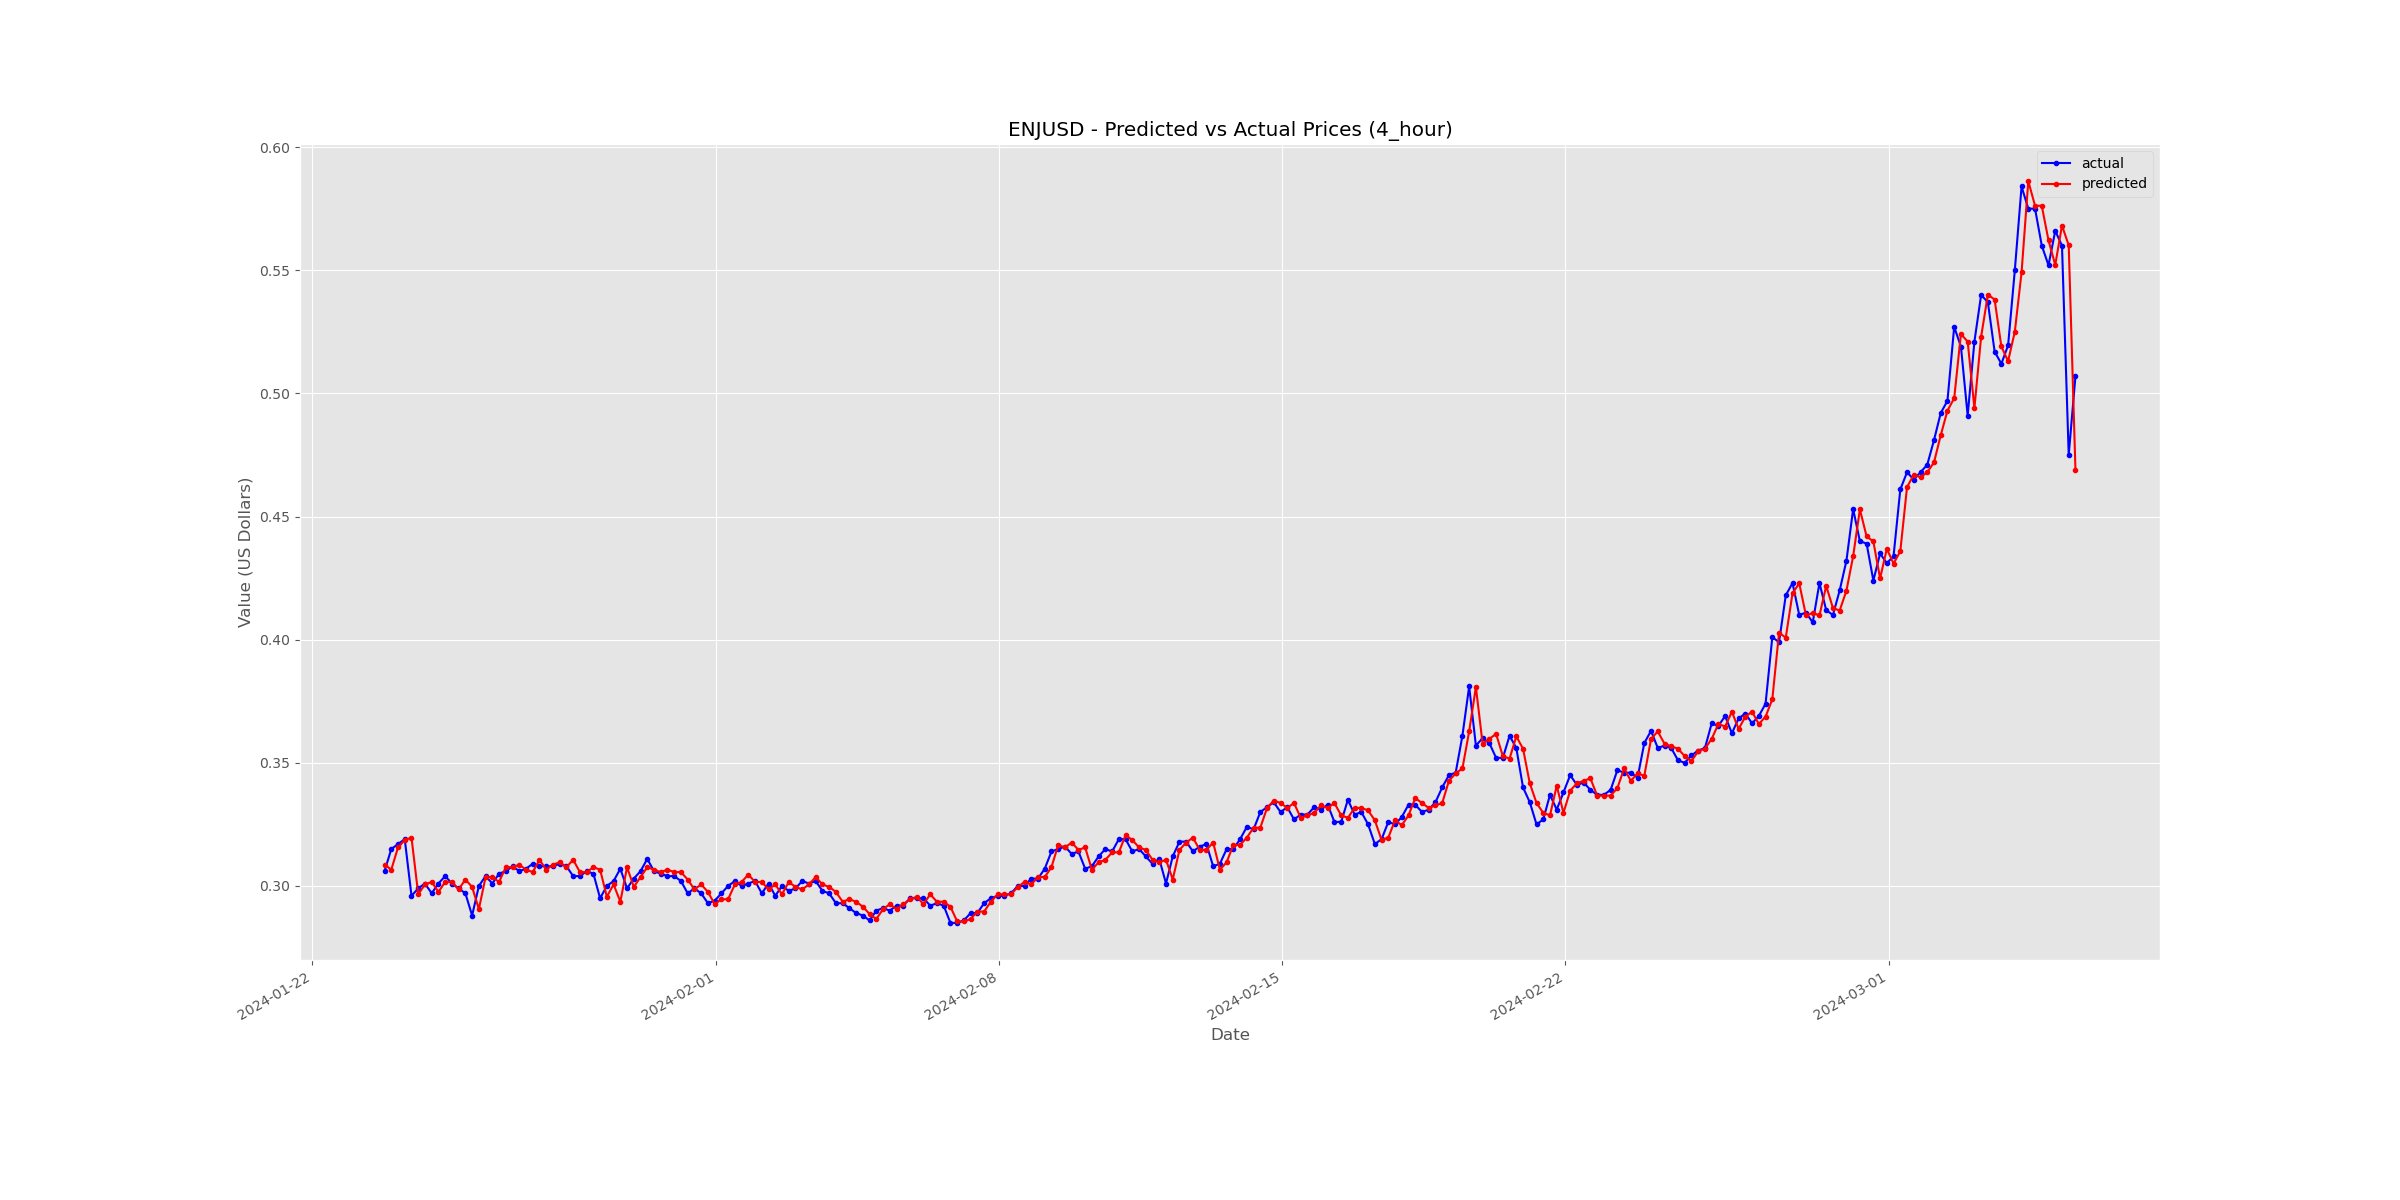 ENJUSD - Predicted vs Actual Prices (4_hour)
actual
predicted
0.60
0.55
0.50
0.45
0.40
0.35
0.30
Value (US Dollars)
2024-01-22
2024-02-01
2024-02-08
2024-02-15
2024-02-22
2024-03-01
Date